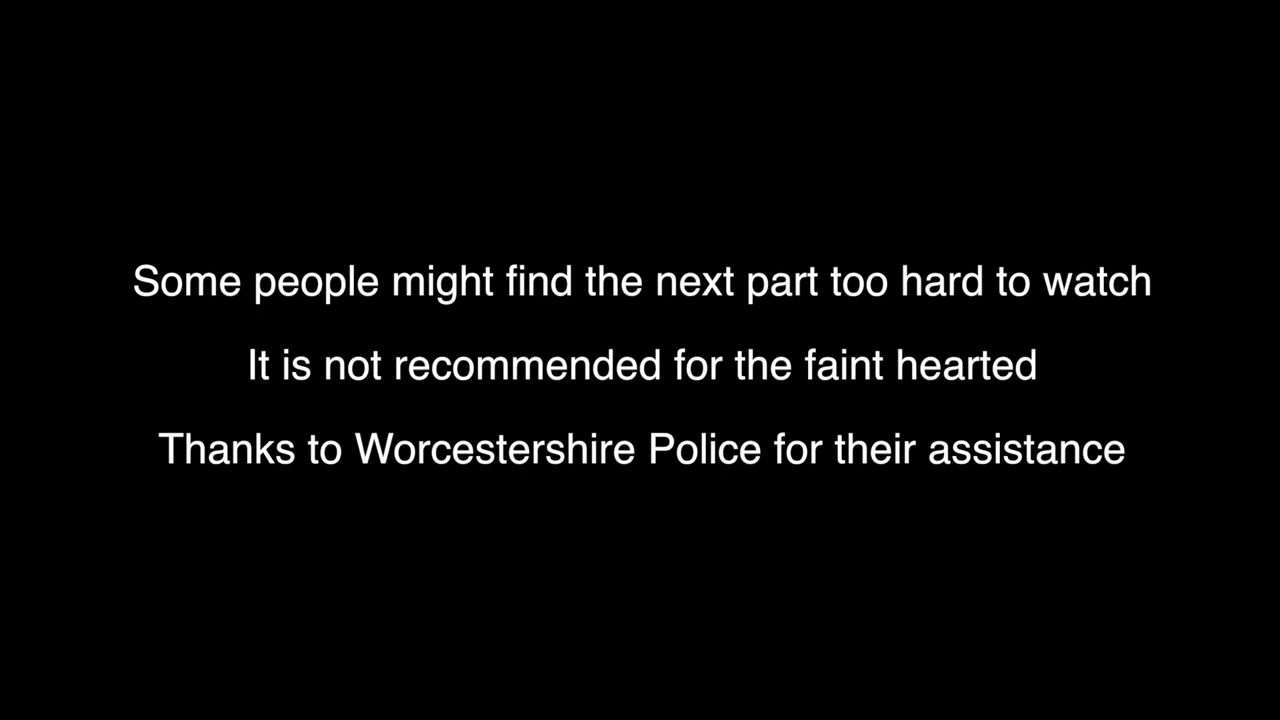 Some people might find the next part too hard to watch
It is not recommended for the faint hearted
Thanks to Worcestershire Police for their assistance